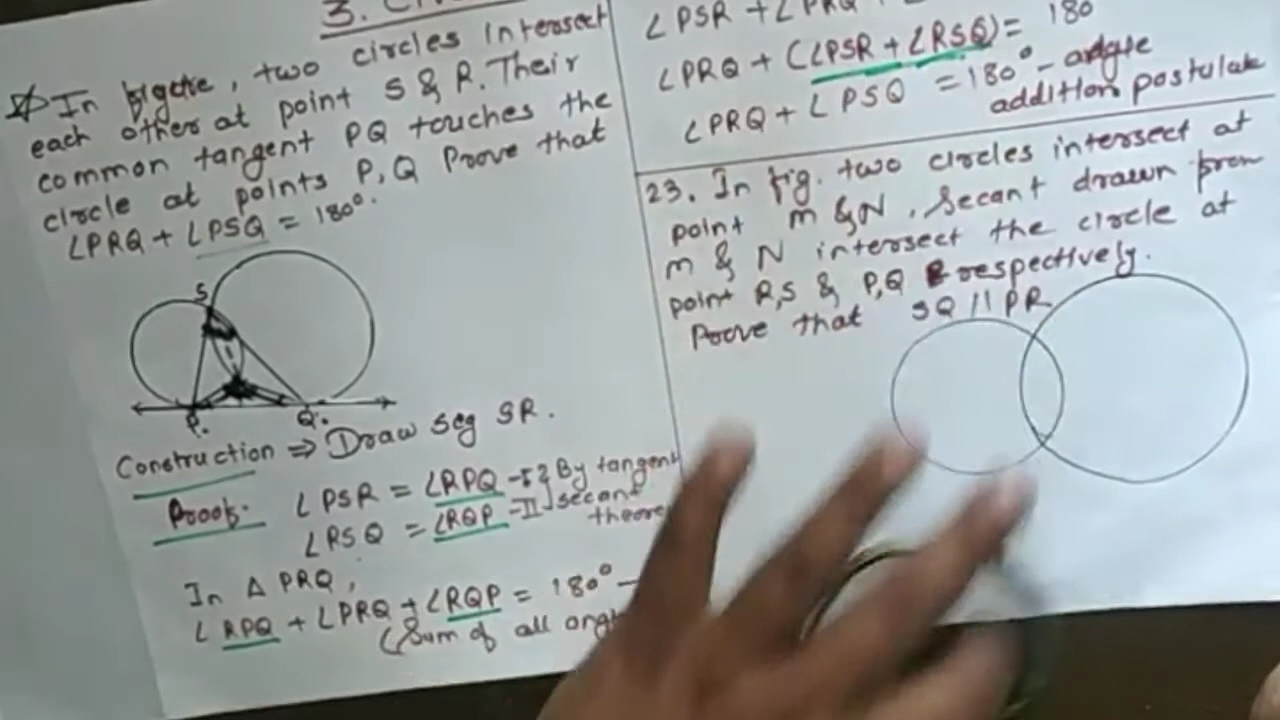 3.
In figure, two circles intersect
each other at point S & R. Their
common tangent PQ touches the
circle at points P, Q Prove that
∠PRQ + ∠PSQ = 180°.
S
P. Q.
Construction ⇒ Draw seg SR.
Proof:- ∠PSR = ∠RPQ -I } By tangent
∠RSQ = ∠RQP -II secant
In Δ PRQ,
∠RPQ + ∠PRQ + ∠RQP = 180° -
(Sum of all
∠PSR + ∠PRQ +
∠PRQ + (∠PSR + ∠RSQ) = 180
∠PRQ + ∠PSQ = 180° - angle
addition postulate
23. In fig. two circles intersect at
point m & N, Secant drawn from
m & N intersect the circle at
point R,S & P,Q respectively.
Prove that SQ // PR